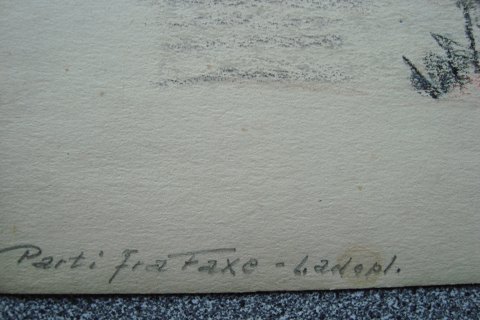 Parti fra Faxe - Ladepl.